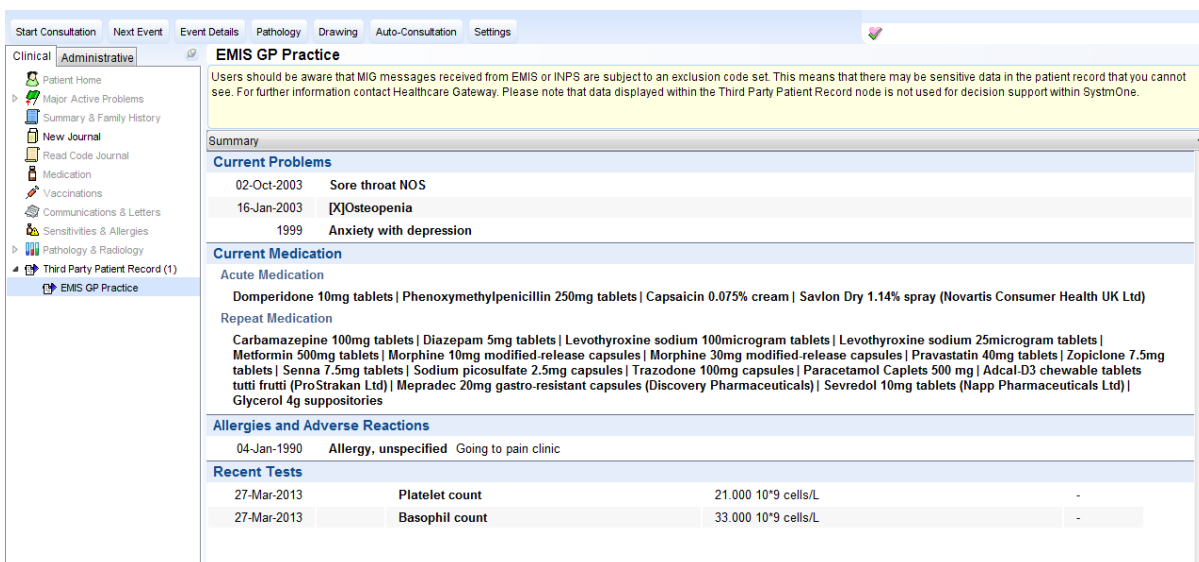 Start Consultation Next Event Event Details Pathology Drawing Auto-Consultation Settings
Clinical Administrative
Patient Home
Major Active Problems
Summary & Family History
New Journal
Read Code Journal
Medication
Vaccinations
Communications & Letters
Sensitivities & Allergies
Pathology & Radiology
Third Party Patient Record (1)
EMIS GP Practice
EMIS GP Practice
Users should be aware that MIG messages received from EMIS or INPS are subject to an exclusion code set. This means that there may be sensitive data in the patient record that you cannot
see. For further information contact Healthcare Gateway. Please note that data displayed within the Third Party Patient Record node is not used for decision support within SystmOne.
Summary
Current Problems
02-Oct-2003 Sore throat NOS
16-Jan-2003 [X]Osteopenia
1999 Anxiety with depression
Current Medication
Acute Medication
Domperidone 10mg tablets | Phenoxymethylpenicillin 250mg tablets | Capsaicin 0.075% cream | Savlon Dry 1.14% spray (Novartis Consumer Health UK Ltd)
Repeat Medication
Carbamazepine 100mg tablets | Diazepam 5mg tablets | Levothyroxine sodium 100microgram tablets | Levothyroxine sodium 25microgram tablets |
Metformin 500mg tablets | Morphine 10mg modified-release capsules | Morphine 30mg modified-release capsules | Pravastatin 40mg tablets | Zopiclone 7.5mg
tablets | Senna 7.5mg tablets | Sodium picosulfate 2.5mg capsules | Trazodone 100mg capsules | Paracetamol Caplets 500 mg | Adcal-D3 chewable tablets
tutti frutti (ProStrakan Ltd) | Mepradec 20mg gastro-resistant capsules (Discovery Pharmaceuticals) | Sevredol 10mg tablets (Napp Pharmaceuticals Ltd) |
Glycerol 4g suppositories
Allergies and Adverse Reactions
04-Jan-1990 Allergy, unspecified Going to pain clinic
Recent Tests
27-Mar-2013 Platelet count 21.000 10*9 cells/L -
27-Mar-2013 Basophil count 33.000 10*9 cells/L -